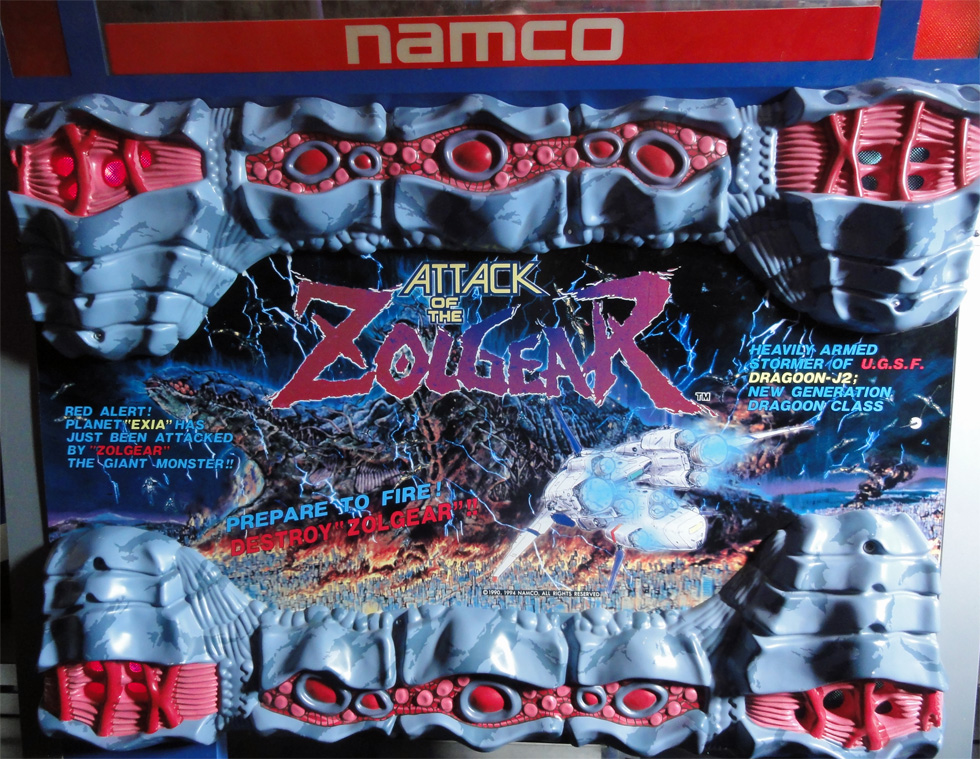 namco
ATTACK
OF
THE
ZOLGEAR
TM
HEAVILY ARMED
STORMER OF U.G.S.F.
DRAGOON-J2;
NEW GENERATION
DRAGOON CLASS
RED ALERT!
PLANET "EXIA" HAS
JUST BEEN ATTACKED
BY "ZOLGEAR"
THE GIANT MONSTER!!
PREPARE TO FIRE!
DESTROY "ZOLGEAR"!!
©1990, 1994 NAMCO, ALL RIGHTS RESERVED